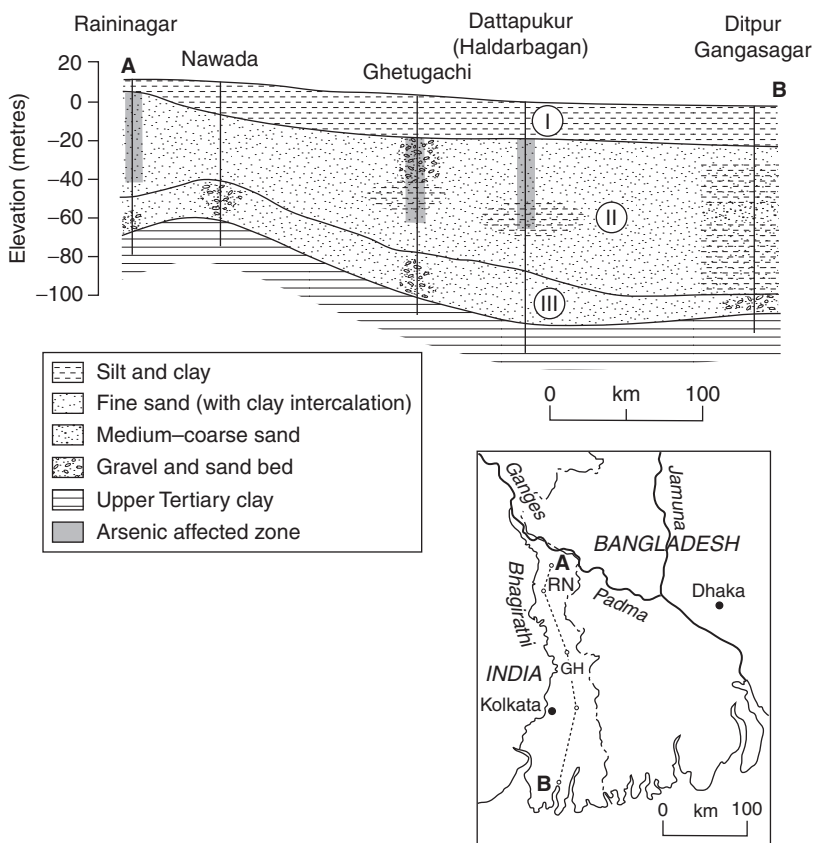 Raininagar
Nawada
Ghetugachi
Dattapukur
(Haldarbagan)
Ditpur
Gangasagar
A
B
Elevation (metres)
20
0
–20
–40
–60
–80
–100
I
II
III
Silt and clay
Fine sand (with clay intercalation)
Medium–coarse sand
Gravel and sand bed
Upper Tertiary clay
Arsenic affected zone
0 km 100
Ganges
Jamuna
BANGLADESH
A
RN
Bhagirathi
Padma
Dhaka
INDIA
GH
Kolkata
B
0 km 100